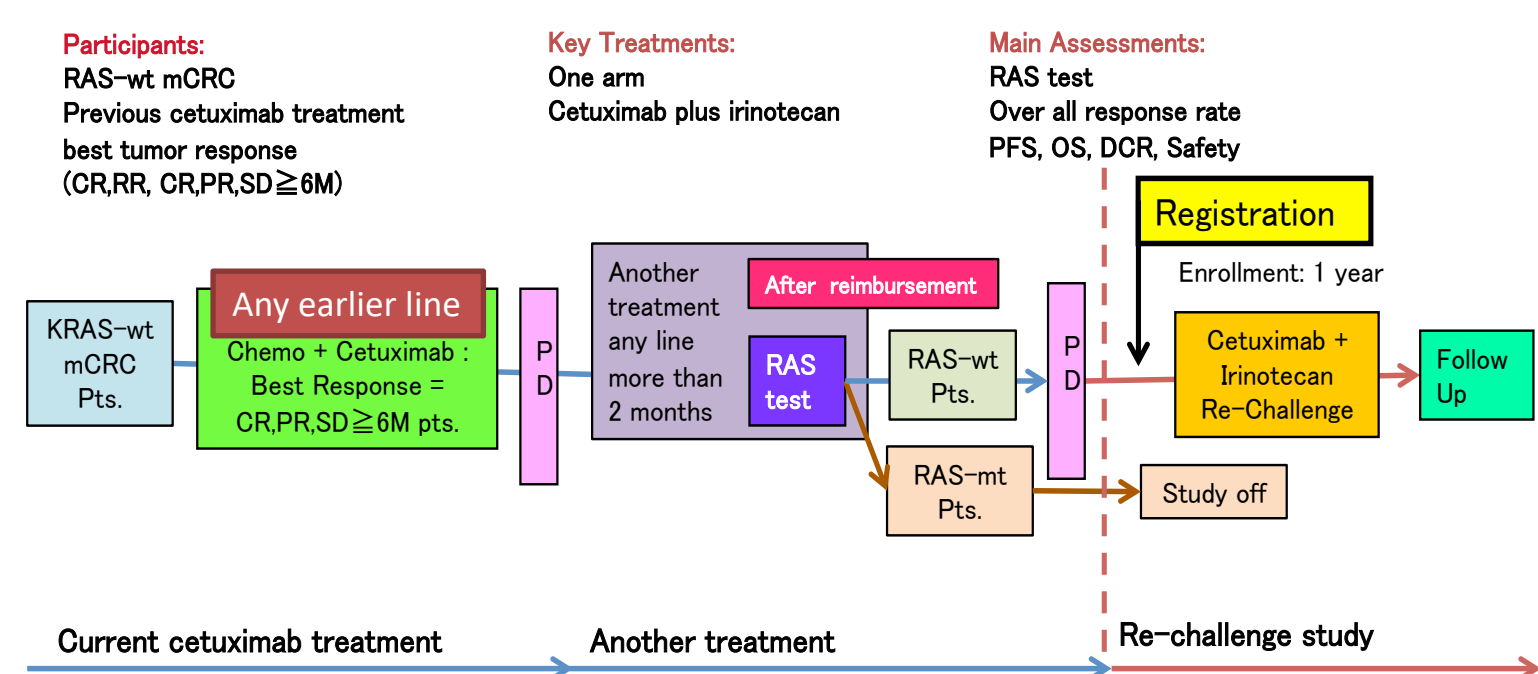 Participants:
RAS-wt mCRC
Previous cetuximab treatment
best tumor response
(CR,RR, CR,PR,SD≧6M)
Key Treatments:
One arm
Cetuximab plus irinotecan
Main Assessments:
RAS test
Over all response rate
PFS, OS, DCR, Safety
Registration
Enrollment: 1 year
KRAS-wt
mCRC
Pts.
Any earlier line
Chemo + Cetuximab :
Best Response =
CR,PR,SD≧6M pts.
P
D
Another
treatment
any line
more than
2 months
After reimbursement
RAS
test
RAS-wt
Pts.
RAS-mt
Pts.
P
D
Cetuximab +
Irinotecan
Re-Challenge
Follow
Up
Study off
Current cetuximab treatment
Another treatment
Re-challenge study